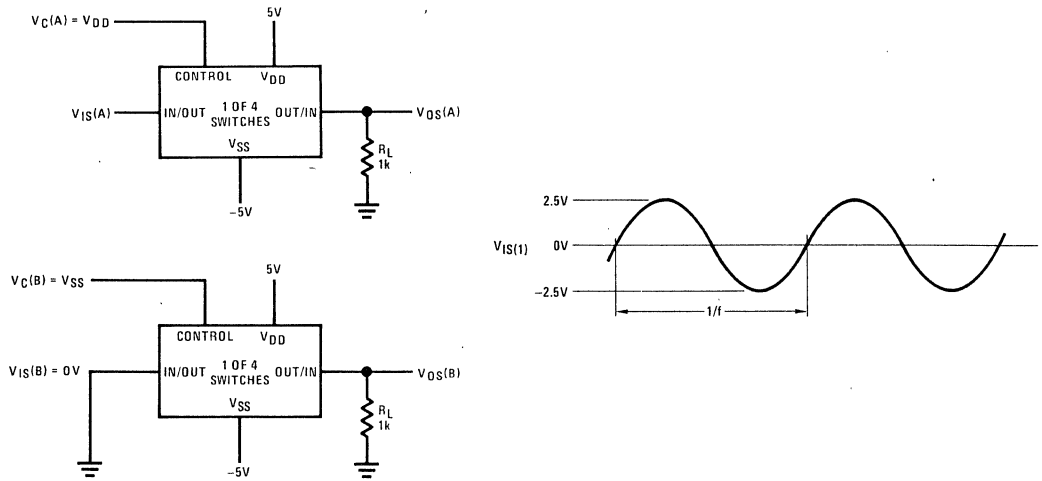 VC(A) = VDD
5V
CONTROL VDD
VIS(A)
IN/OUT 1 OF 4 SWITCHES OUT/IN
VOS(A)
VSS
RL
1k
-5V
VC(B) = VSS
5V
CONTROL VDD
VIS(B) = 0V
IN/OUT 1 OF 4 SWITCHES OUT/IN
VOS(B)
VSS
RL
1k
-5V
2.5V
VIS(1) 0V
-2.5V
1/f